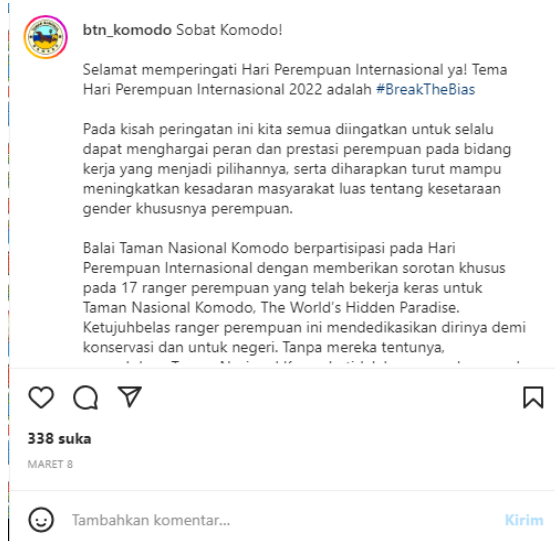 btn_komodo Sobat Komodo!
Selamat memperingati Hari Perempuan Internasional ya! Tema
Hari Perempuan Internasional 2022 adalah #BreakTheBias
Pada kisah peringatan ini kita semua diingatkan untuk selalu
dapat menghargai peran dan prestasi perempuan pada bidang
kerja yang menjadi pilihannya, serta diharapkan turut mampu
meningkatkan kesadaran masyarakat luas tentang kesetaraan
gender khususnya perempuan.
Balai Taman Nasional Komodo berpartisipasi pada Hari
Perempuan Internasional dengan memberikan sorotan khusus
pada 17 ranger perempuan yang telah bekerja keras untuk
Taman Nasional Komodo, The World's Hidden Paradise.
Ketujuhbelas ranger perempuan ini mendedikasikan dirinya demi
konservasi dan untuk negeri. Tanpa mereka tentunya,
338 suka
MARET 8
Tambahkan komentar...
Kirim